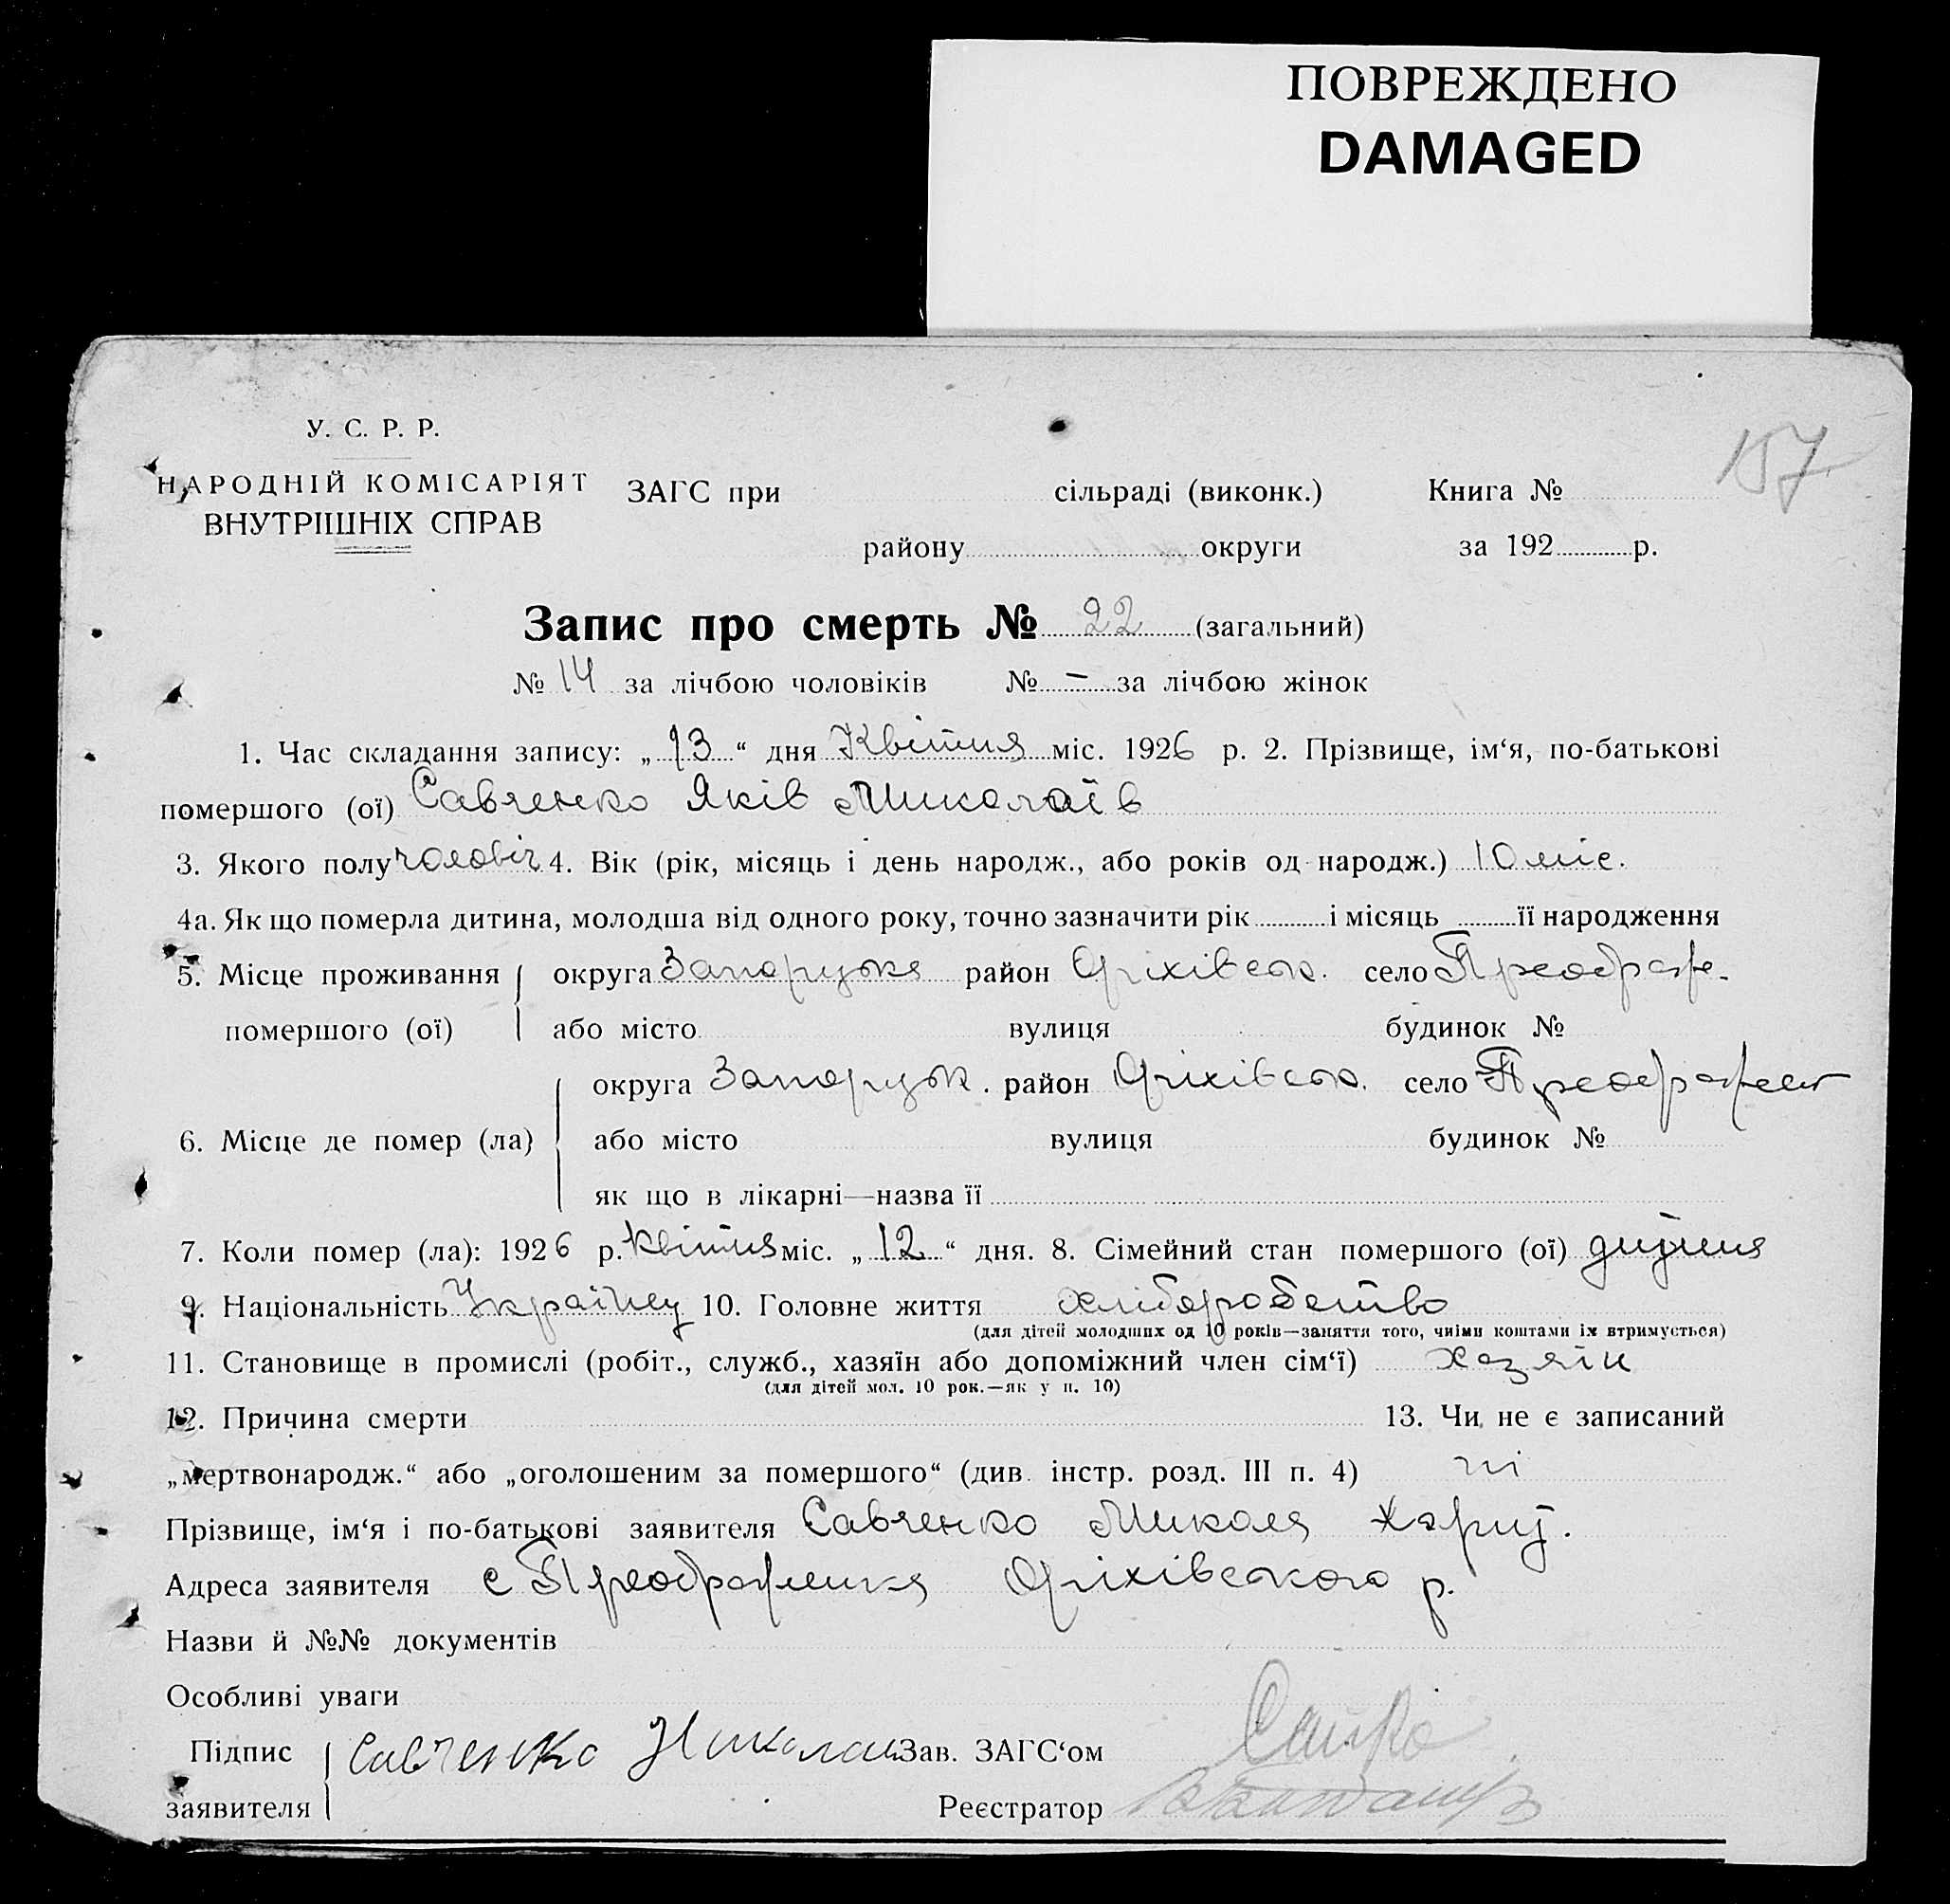 ПОВРЕЖДЕНО
DAMAGED
157
У. С. Р. Р.
НАРОДНІЙ КОМІСАРІЯТ ЗАГС при сільраді (виконк.) Книга №
ВНУТРІШНІХ СПРАВ
району округи за 192 р.
Запис про смерть № 22 (загальний)
№ 14 за лічбою чоловіків № – за лічбою жінок
1. Час складання запису: „13“ дня Квітня міс. 1926 р. 2. Прізвище, ім‘я, по-батькові
помершого (ої) Савченко Яків Миколаїв
3. Якого полу чоловіч 4. Вік (рік, місяць і день народж., або років од народж.) 10 міс.
4а. Як що померла дитина, молодша від одного року, точно зазначити рік і місяць її народження
5. Місце проживання округа Запорузька район Оріхівськ. село Преображе-
помершого (ої) або місто вулиця будинок №
округа Запорузьк. район Оріхівськ. село Преображен
6. Місце де помер (ла) або місто вулиця будинок №
як що в лікарні—назва її
7. Коли помер (ла): 1926 р. Квітня міс. „12“ дня. 8. Сімейний стан помершого (ої) дитина
9. Національність Українец 10. Головне життя хліборобство
(для дітей молодших од 10 років—заняття того, чиїми коштами їх втримується)
11. Становище в промислі (робіт., служб., хазяїн або допоміжний член сім‘ї) хазяїн
(для дітей мол. 10 рок.—як у п. 10)
12. Причина смерти 13. Чи не є записаний
„мертвонародж.“ або „оголошеним за помершого“ (див. інстр. розд. III п. 4) ні
Прізвище, ім‘я і по-батькові заявителя Савченко Микола
Адреса заявителя с Преображенка Оріхівського р.
Назви й №№ документів
Особливі уваги
Підпис Савченко Николай Зав. ЗАГС‘ом
заявителя Реєстратор